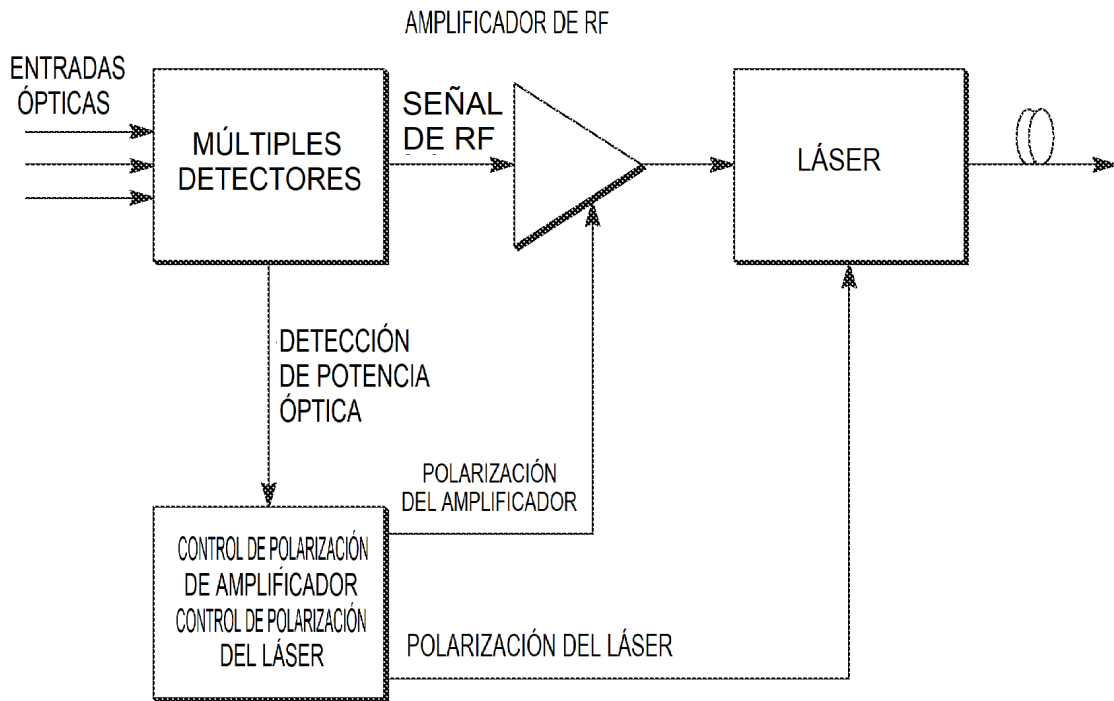 AMPLIFICADOR DE RF
ENTRADAS
ÓPTICAS
MÚLTIPLES
DETECTORES
SEÑAL
DE RF
LÁSER
DETECCIÓN
DE POTENCIA
ÓPTICA
POLARIZACIÓN
DEL AMPLIFICADOR
CONTROL DE POLARIZACIÓN
DE AMPLIFICADOR
CONTROL DE POLARIZACIÓN
DEL LÁSER
POLARIZACIÓN DEL LÁSER